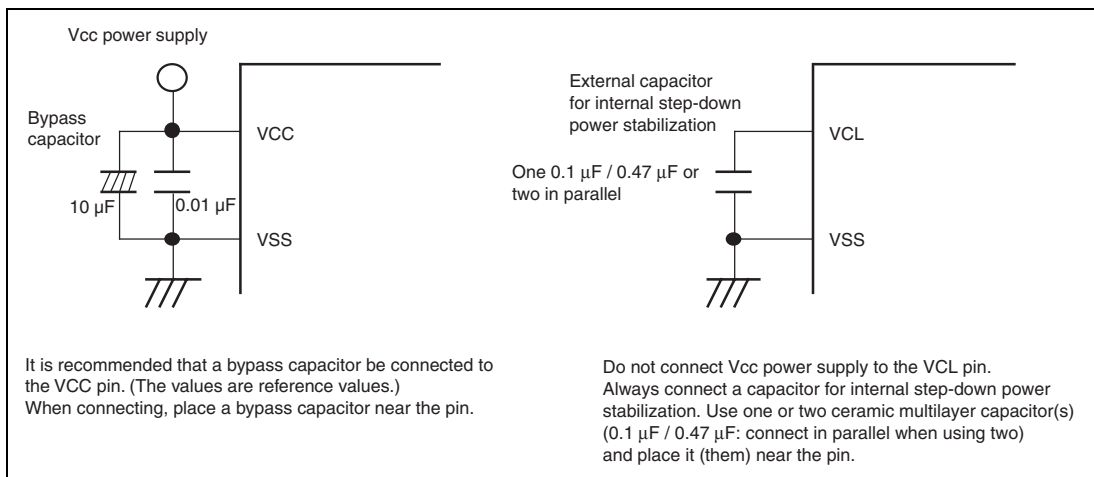 Vcc power supply
Bypass
capacitor
VCC
10 µF
0.01 µF
VSS
It is recommended that a bypass capacitor be connected to
the VCC pin. (The values are reference values.)
When connecting, place a bypass capacitor near the pin.
External capacitor
for internal step-down
power stabilization
VCL
One 0.1 µF / 0.47 µF or
two in parallel
VSS
Do not connect Vcc power supply to the VCL pin.
Always connect a capacitor for internal step-down power
stabilization. Use one or two ceramic multilayer capacitor(s)
(0.1 µF / 0.47 µF: connect in parallel when using two)
and place it (them) near the pin.